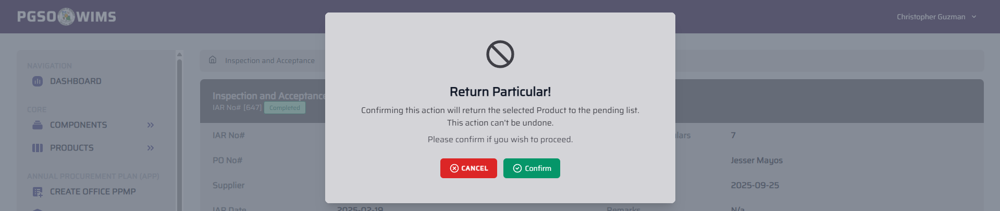 PGSO WIMS
Christopher Guzman
NAVIGATION
DASHBOARD
CORE
COMPONENTS
PRODUCTS
ANNUAL PROCUREMENT PLAN (APP)
CREATE OFFICE PPMP
Inspection and Acceptance
Inspection and Acceptance
IAR No# [647] Completed
IAR No#
7
PO No#
Jesser Mayos
Supplier
2025-09-25
IAR Date 2025-02-19 Remarks N/a
Return Particular!
Confirming this action will return the selected Product to the pending list.
This action can't be undone.
Please confirm if you wish to proceed.
CANCEL Confirm